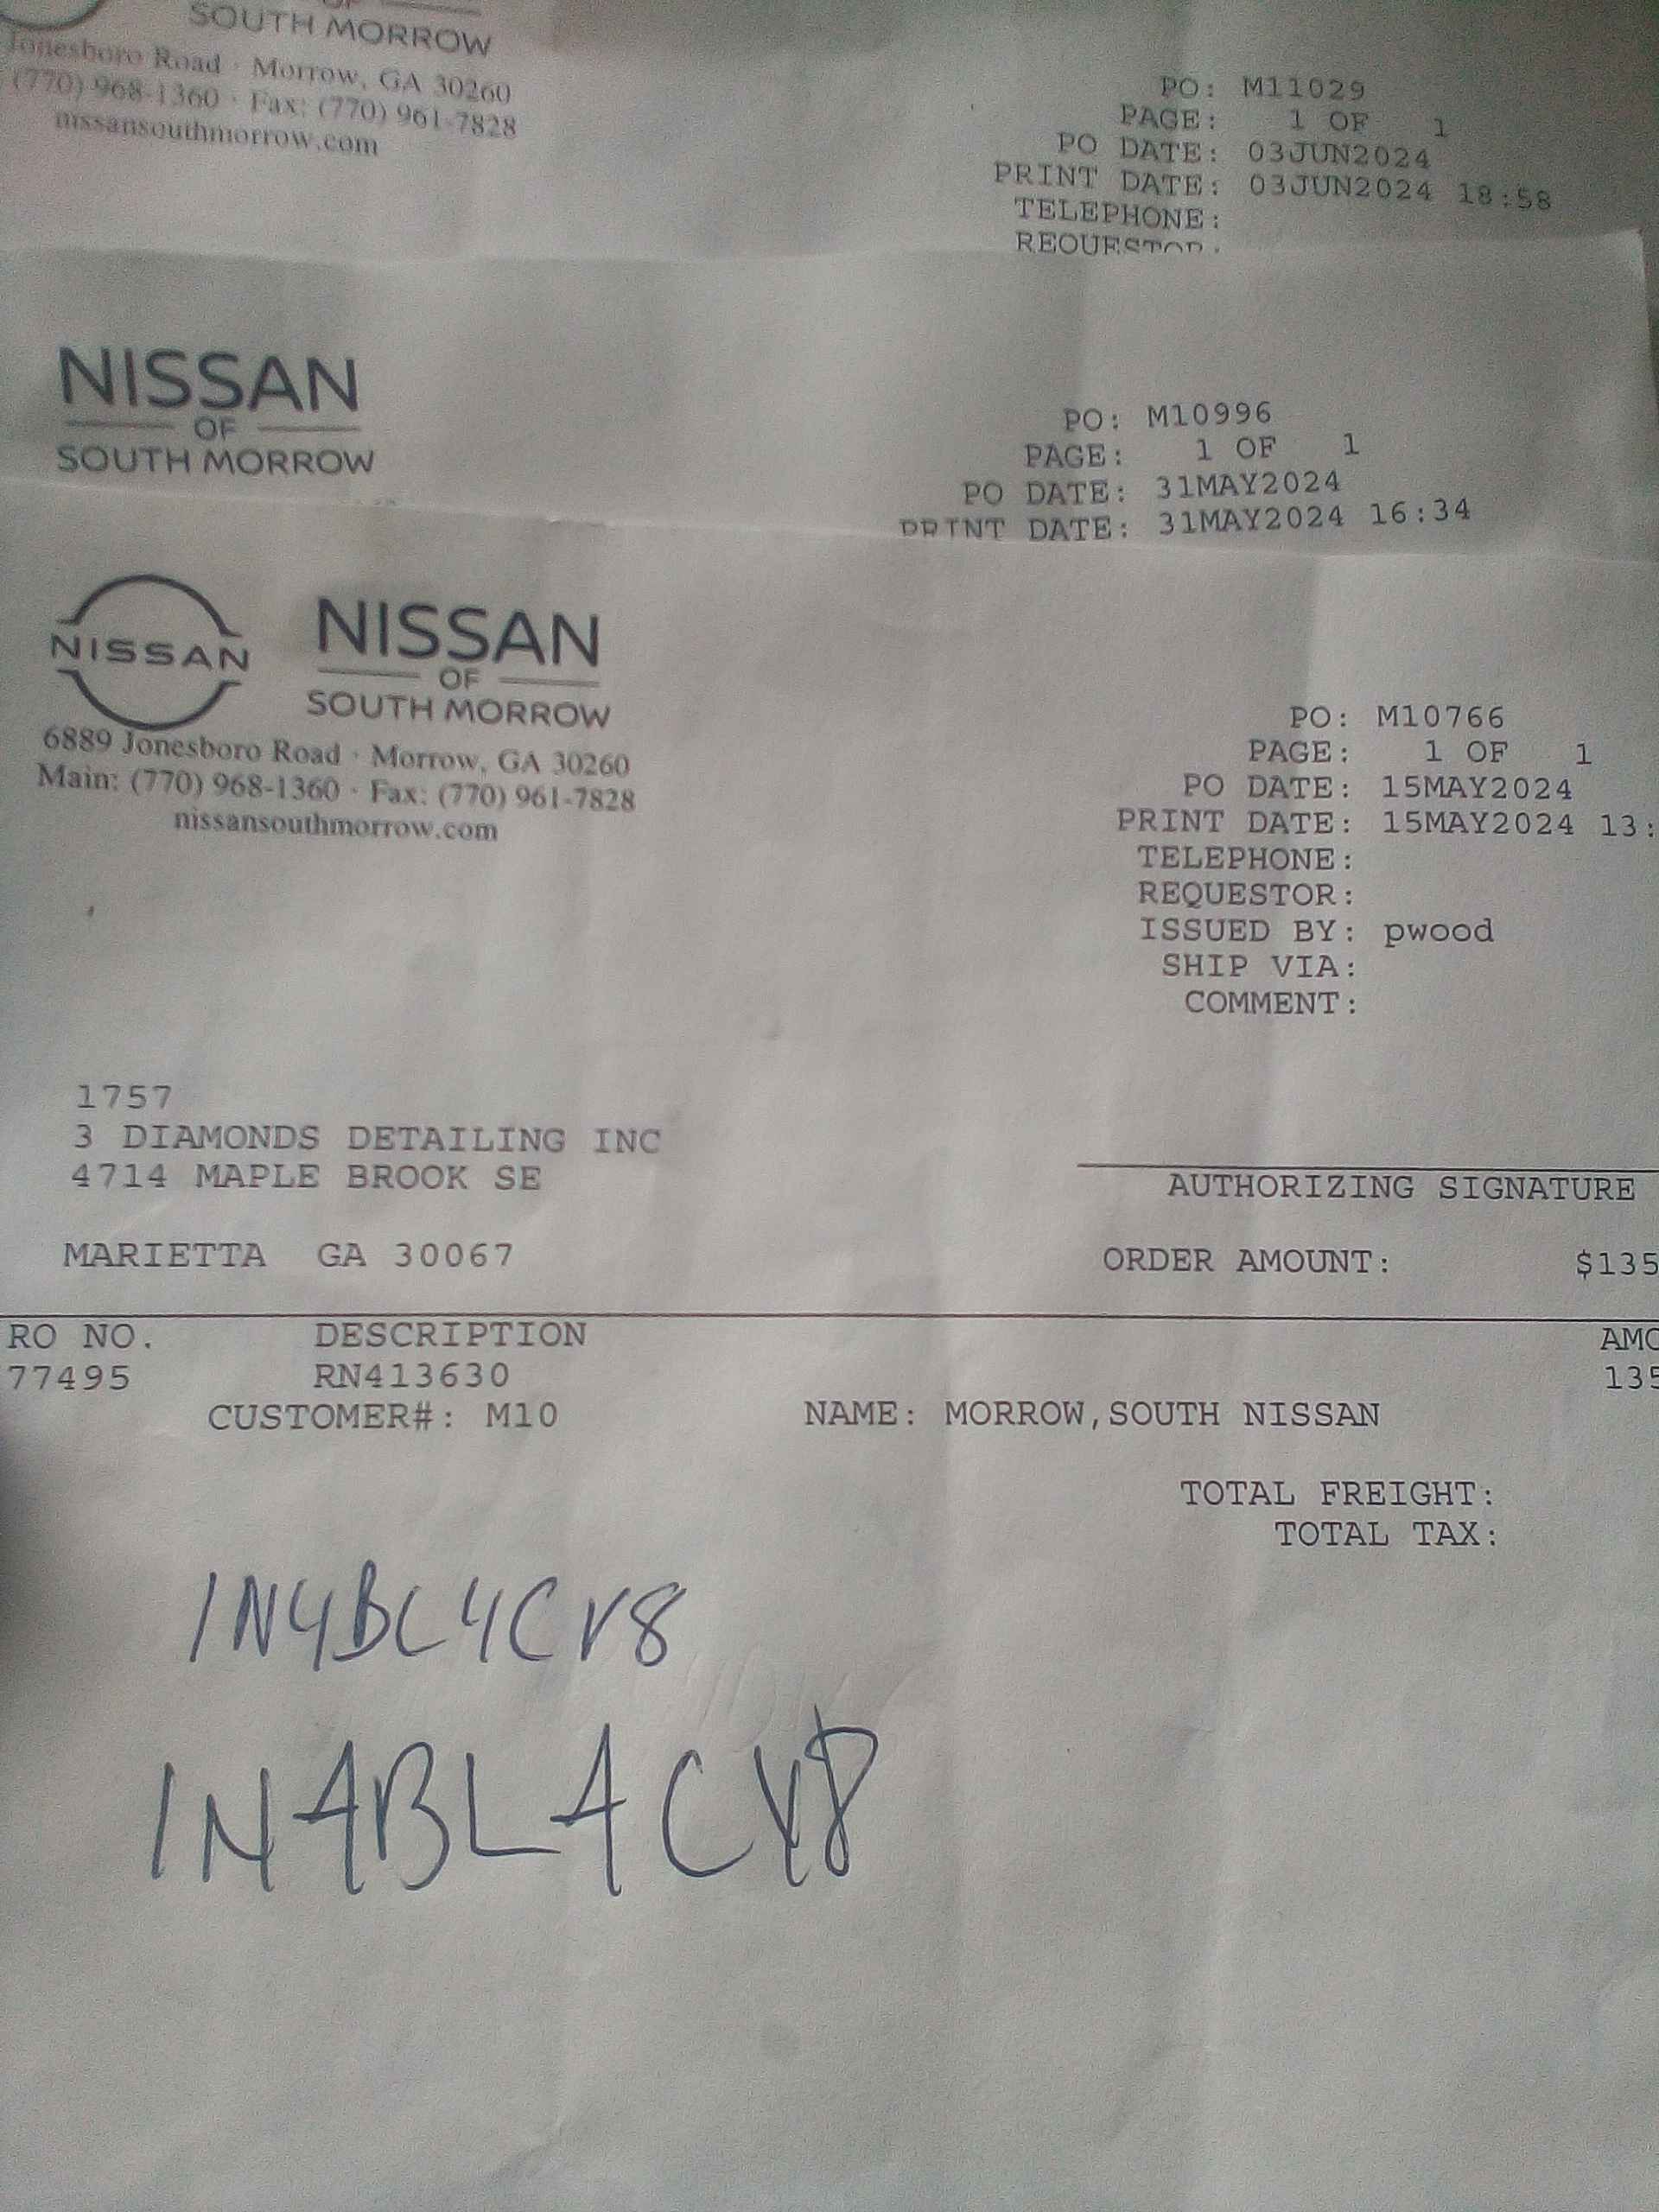 SOUTH MORROW
Jonesboro Road · Morrow, GA 30260
(770) 968-1360 · Fax: (770) 961-7828
nissansouthmorrow.com
PO: M11029
PAGE: 1 OF 1
PO DATE: 03JUN2024
PRINT DATE: 03JUN2024 18:58
TELEPHONE:
REQUESTOR:
NISSAN
OF
SOUTH MORROW
PO: M10996
PAGE: 1 OF 1
PO DATE: 31MAY2024
PRINT DATE: 31MAY2024 16:34
NISSAN
NISSAN
OF
SOUTH MORROW
6889 Jonesboro Road · Morrow, GA 30260
Main: (770) 968-1360 · Fax: (770) 961-7828
nissansouthmorrow.com
PO: M10766
PAGE: 1 OF 1
PO DATE: 15MAY2024
PRINT DATE: 15MAY2024 13:
TELEPHONE:
REQUESTOR:
ISSUED BY: pwood
SHIP VIA:
COMMENT:
1757
3 DIAMONDS DETAILING INC
4714 MAPLE BROOK SE
MARIETTA GA 30067
AUTHORIZING SIGNATURE
ORDER AMOUNT: $135
RO NO. DESCRIPTION AMO
77495 RN413630 135
CUSTOMER#: M10 NAME: MORROW,SOUTH NISSAN
TOTAL FREIGHT:
TOTAL TAX:
1N4BL4CV8
1N4BL4CV8